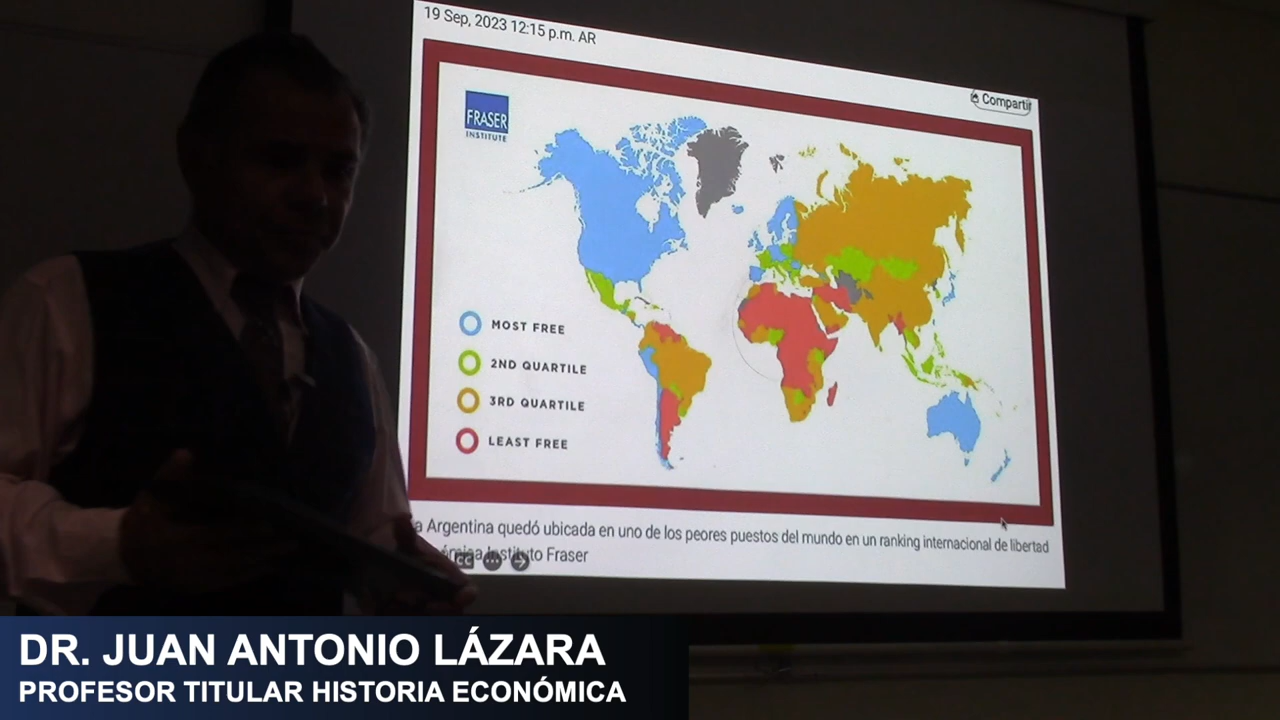 19 Sep, 2023 12:15 p.m. AR
Compartir
FRASER
INSTITUTE
MOST FREE
2ND QUARTILE
3RD QUARTILE
LEAST FREE
a Argentina quedó ubicada en uno de los peores puestos del mundo en un ranking internacional de libertad
Instituto Fraser
CC
DR. JUAN ANTONIO LÁZARA
PROFESOR TITULAR HISTORIA ECONÓMICA